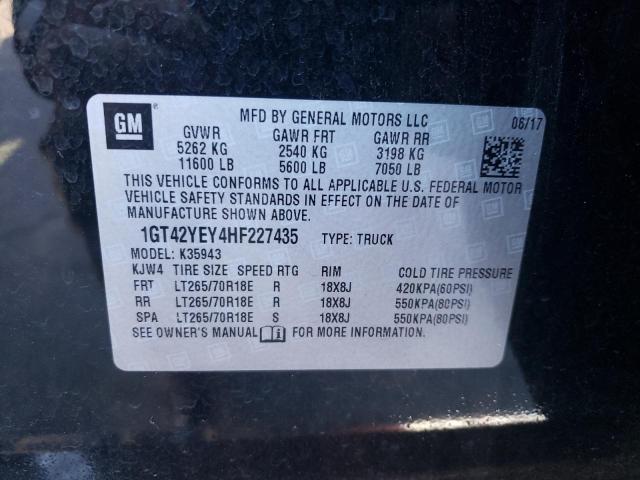 GM
MFD BY GENERAL MOTORS LLC
06/17
GVWR GAWR FRT GAWR RR
5262 KG 2540 KG 3198 KG
11600 LB 5600 LB 7050 LB
THIS VEHICLE CONFORMS TO ALL APPLICABLE U.S. FEDERAL MOTOR
VEHICLE SAFETY STANDARDS IN EFFECT ON THE DATE OF
MANUFACTURE SHOWN ABOVE.
1GT42YEY4HF227435 TYPE: TRUCK
MODEL: K35943
KJW4 TIRE SIZE SPEED RTG RIM COLD TIRE PRESSURE
FRT LT265/70R18E R 18X8J 420KPA(60PSI)
RR LT265/70R18E R 18X8J 550KPA(80PSI)
SPA LT265/70R18E S 18X8J 550KPA(80PSI)
SEE OWNER'S MANUAL FOR MORE INFORMATION.